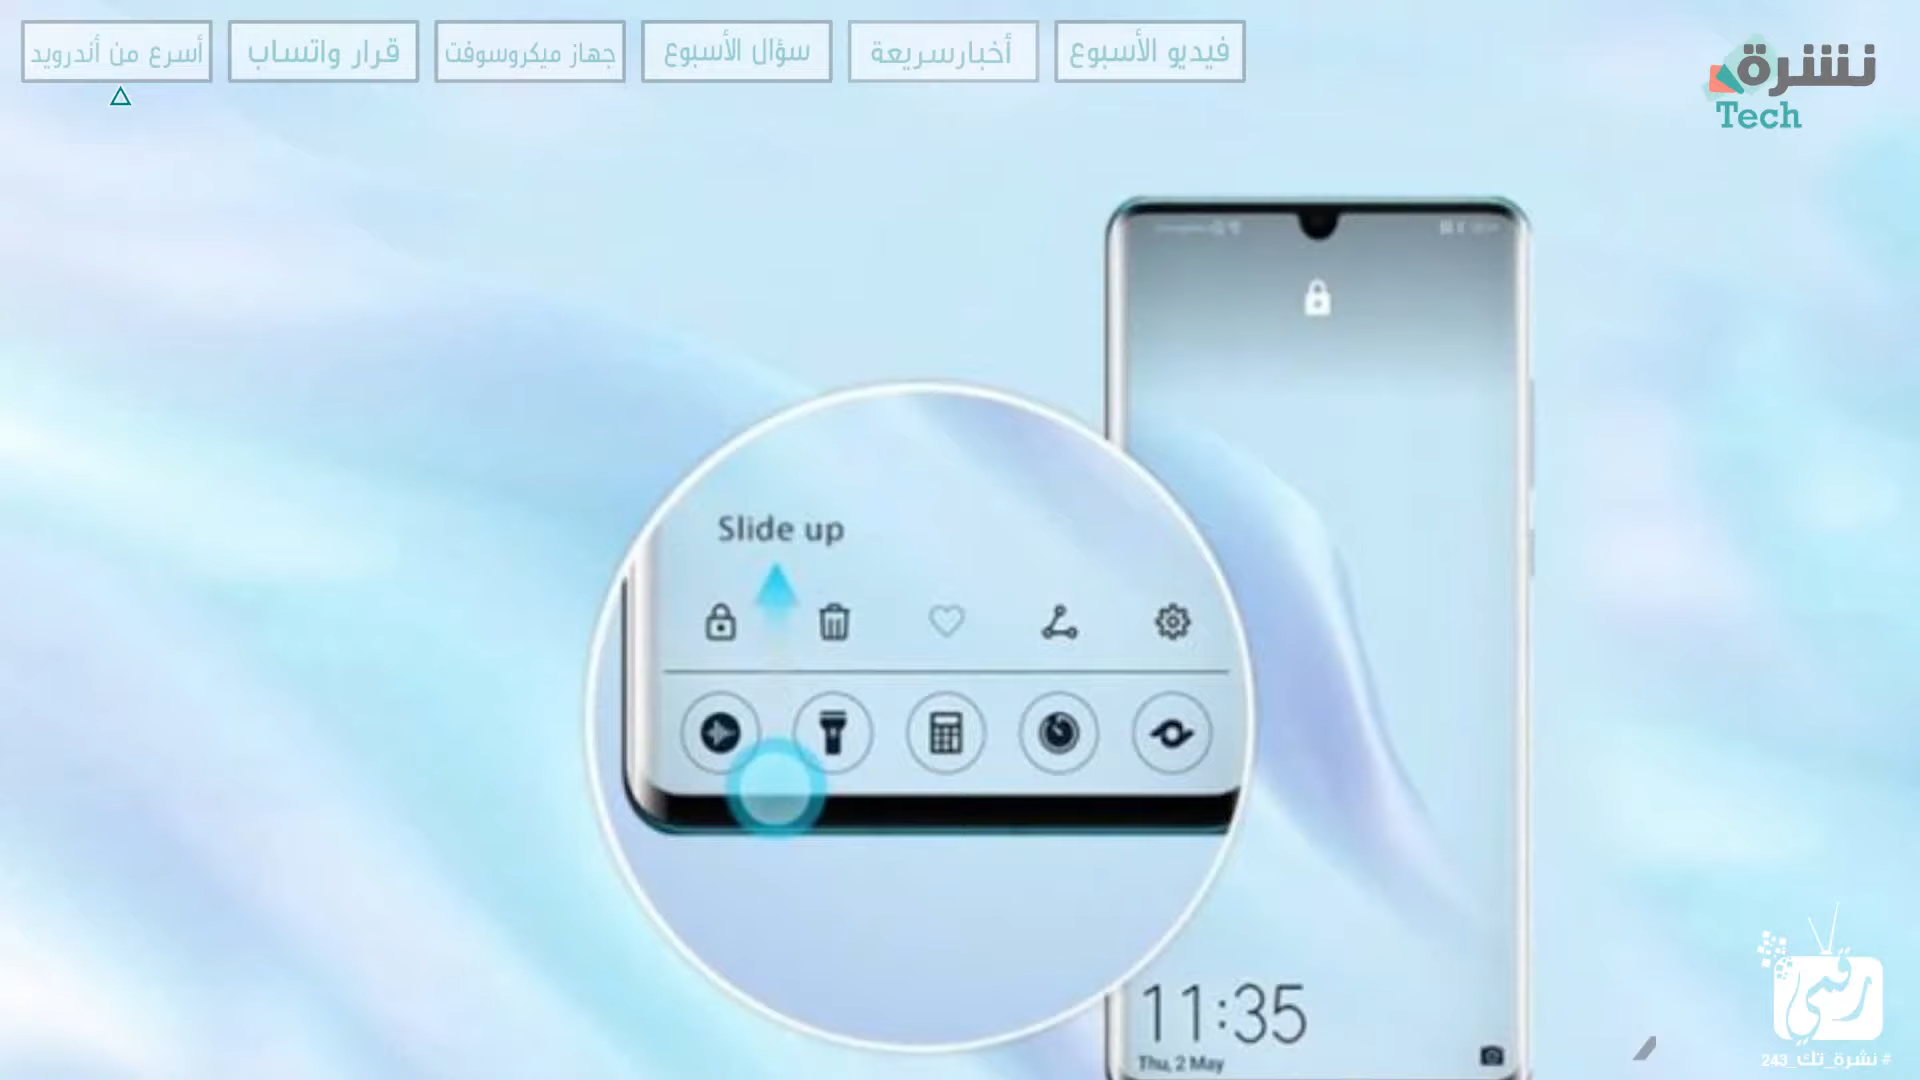 فيديو الأسبوع
أخبارسريعة
سؤال الأسبوع
جهاز ميكروسوفت
قرار واتساب
أسرع من أندرويد
نشرة
Tech
Slide up
11:35
Thu, 2 May
رقمي
# نشرة_تك_243